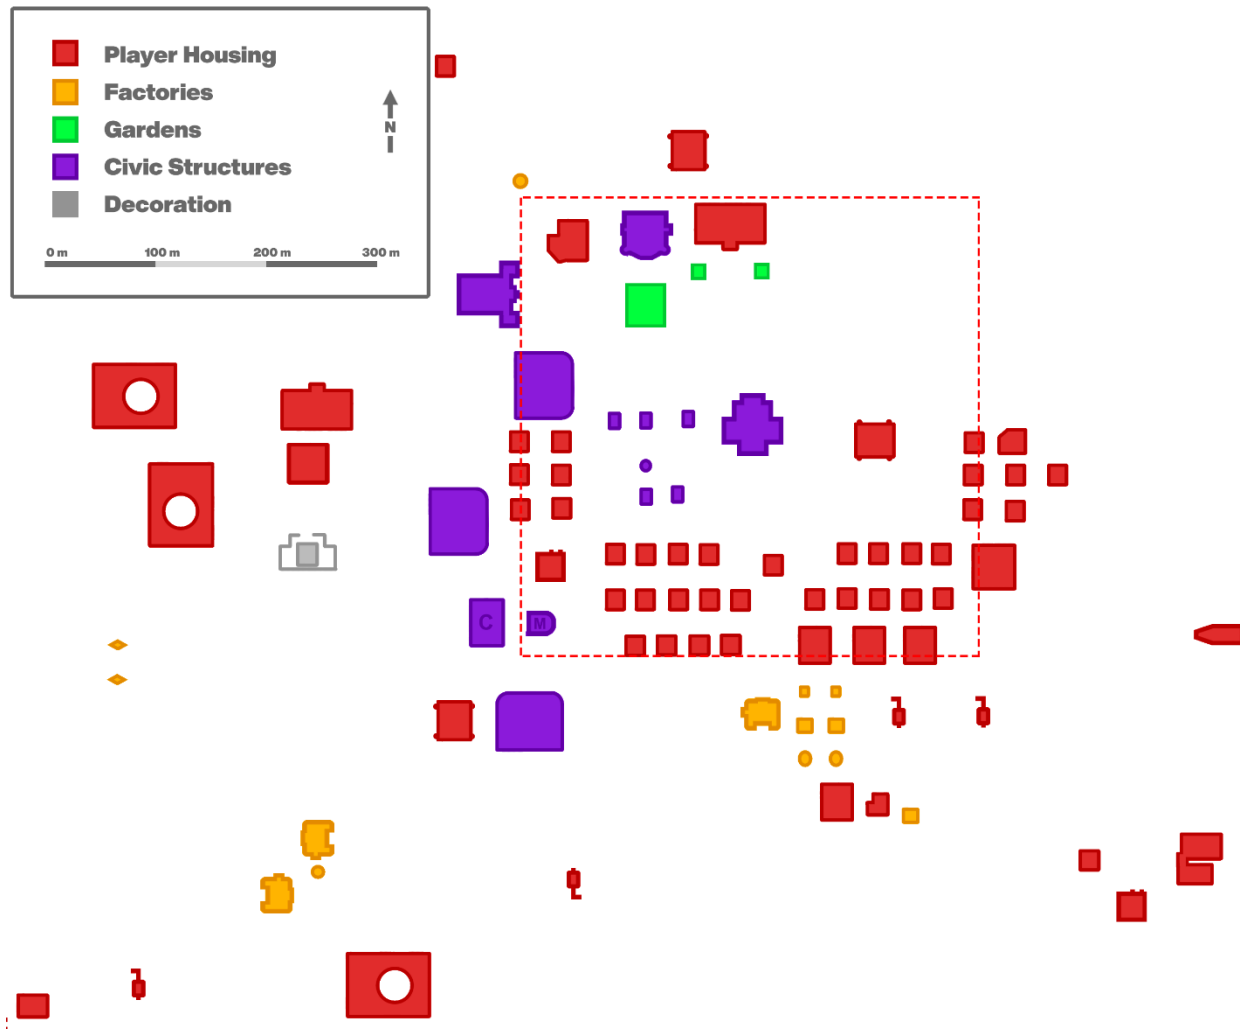 Player Housing
Factories
Gardens
Civic Structures
Decoration
N
0 m 100 m 200 m 300 m
C
M